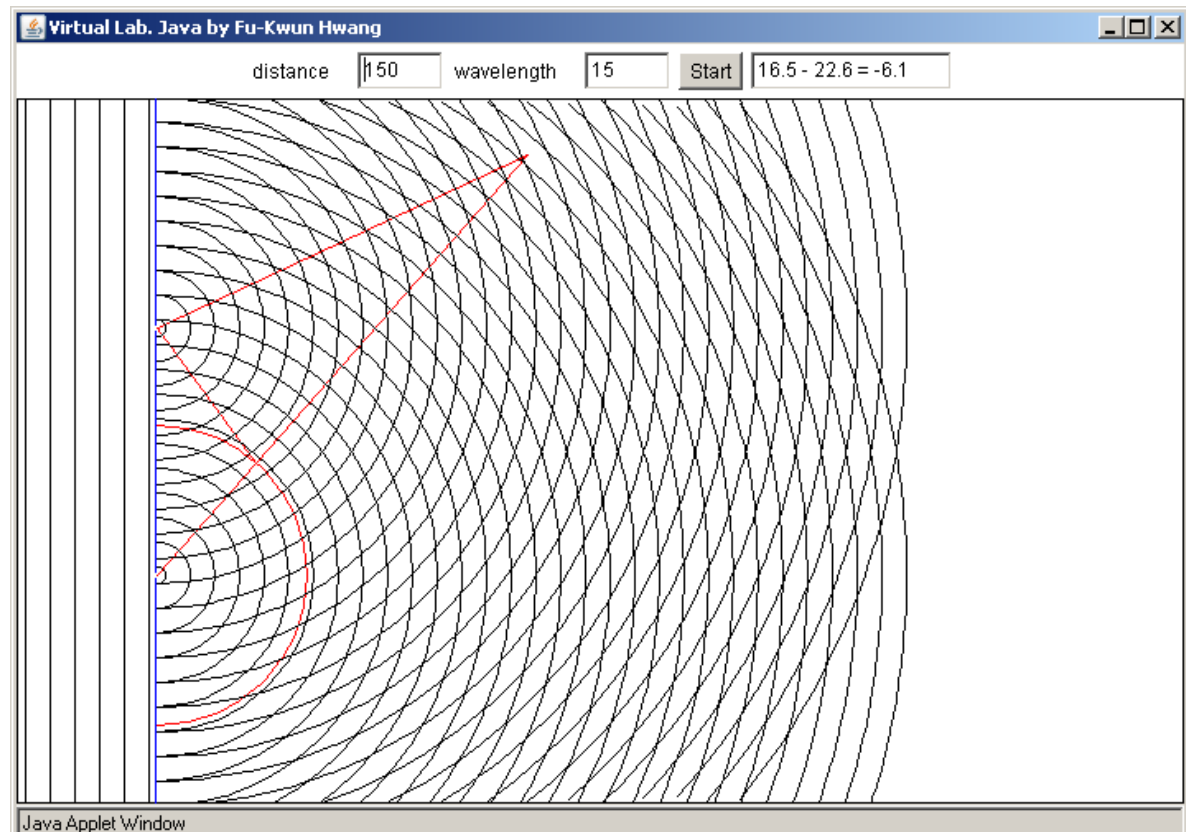 Virtual Lab. Java by Fu-Kwun Hwang
distance 150 wavelength 15 Start 16.5 - 22.6 = -6.1
Java Applet Window